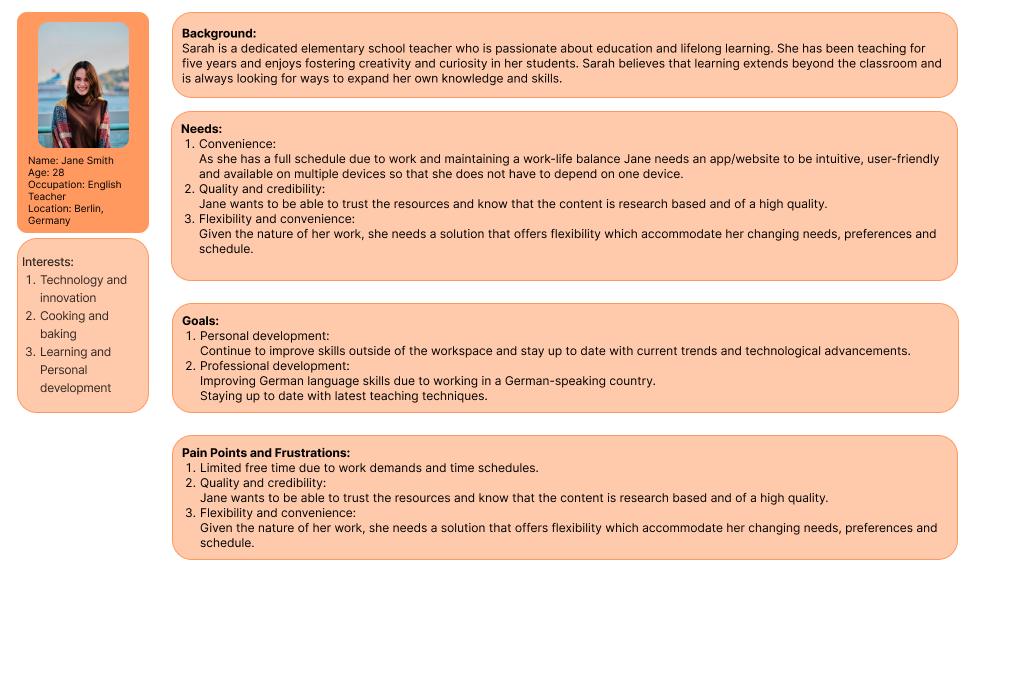 Name: Jane Smith
Age: 28
Occupation: English
Teacher
Location: Berlin,
Germany
Interests:
1. Technology and
innovation
2. Cooking and
baking
3. Learning and
Personal
development
Background:
Sarah is a dedicated elementary school teacher who is passionate about education and lifelong learning. She has been teaching for
five years and enjoys fostering creativity and curiosity in her students. Sarah believes that learning extends beyond the classroom and
is always looking for ways to expand her own knowledge and skills.
Needs:
1. Convenience:
As she has a full schedule due to work and maintaining a work-life balance Jane needs an app/website to be intuitive, user-friendly
and available on multiple devices so that she does not have to depend on one device.
2. Quality and credibility:
Jane wants to be able to trust the resources and know that the content is research based and of a high quality.
3. Flexibility and convenience:
Given the nature of her work, she needs a solution that offers flexibility which accommodate her changing needs, preferences and
schedule.
Goals:
1. Personal development:
Continue to improve skills outside of the workspace and stay up to date with current trends and technological advancements.
2. Professional development:
Improving German language skills due to working in a German-speaking country.
Staying up to date with latest teaching techniques.
Pain Points and Frustrations:
1. Limited free time due to work demands and time schedules.
2. Quality and credibility:
Jane wants to be able to trust the resources and know that the content is research based and of a high quality.
3. Flexibility and convenience:
Given the nature of her work, she needs a solution that offers flexibility which accommodate her changing needs, preferences and
schedule.